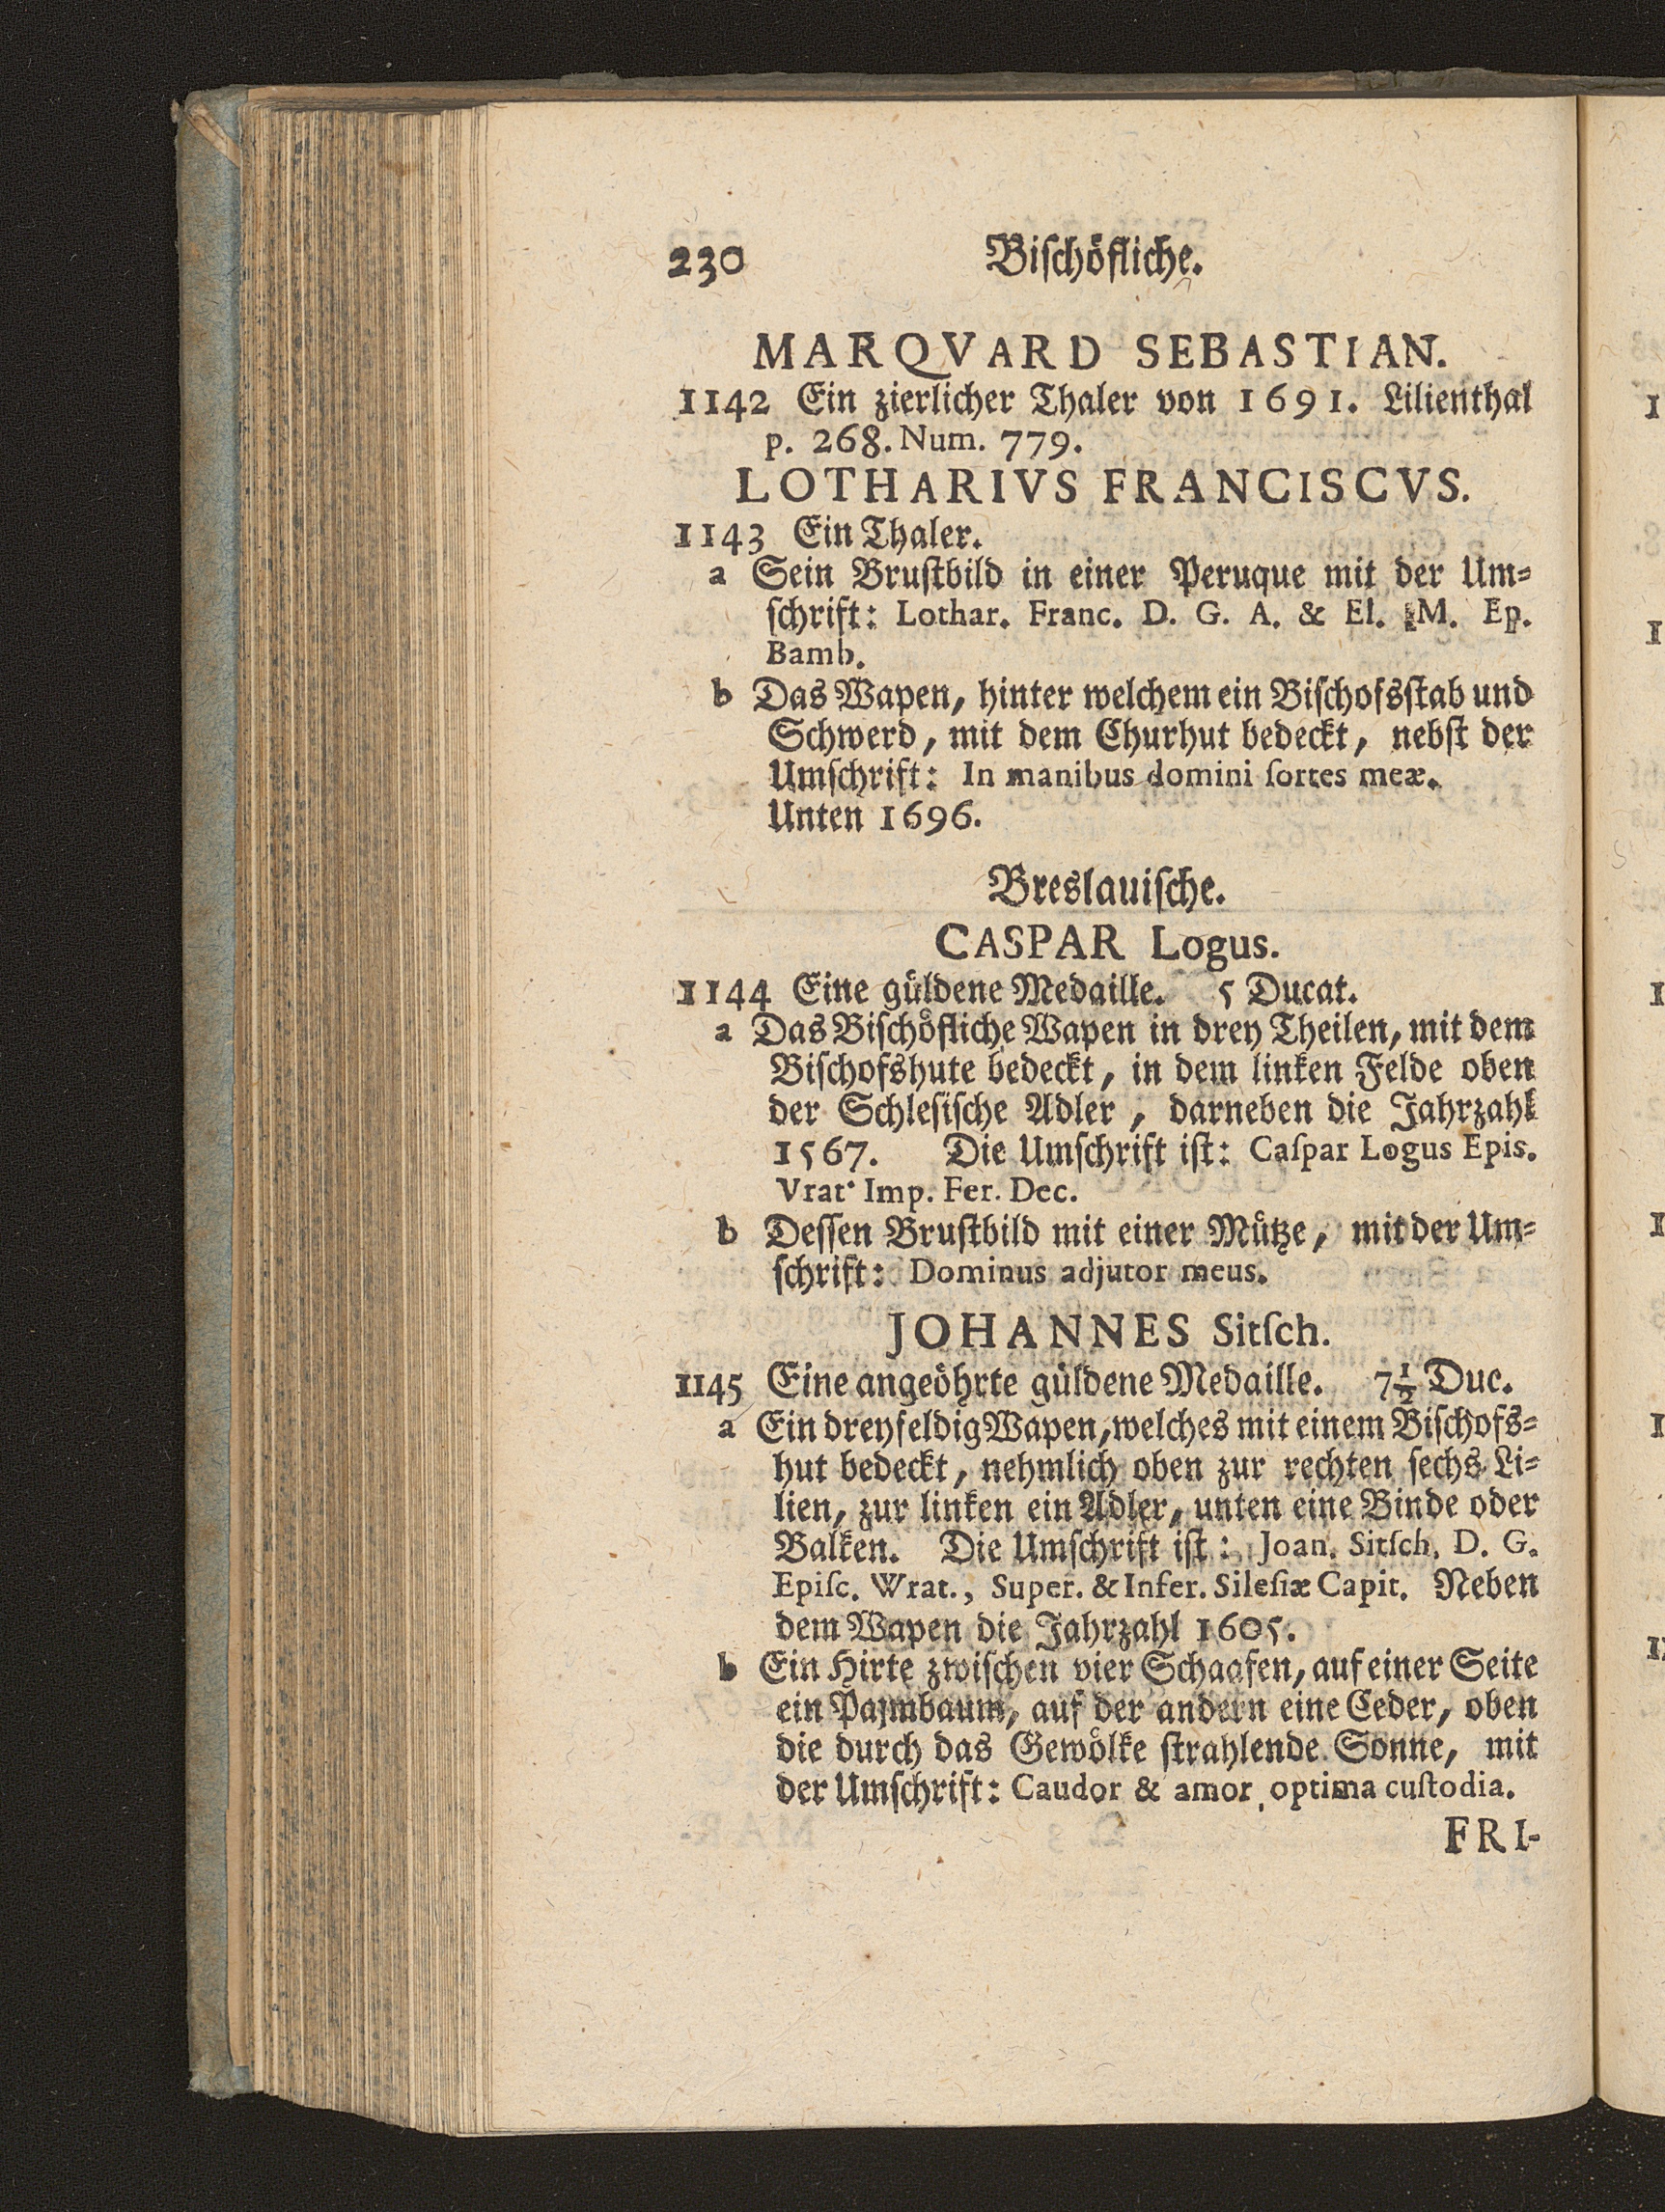 230 Biſchöfliche.
MARQVARD SEBASTIAN.
1142 Ein zierlicher Thaler von 1691. Lilienthal
p. 268. Num. 779.
LOTHARIVS FRANCISCVS.
1143 Ein Thaler.
a Sein Bruſtbild in einer Peruque mit der Um⸗
ſchrift: Lothar. Franc. D. G. A. & El. M. Ep.
Bamb.
b Das Wapen, hinter welchem ein Biſchofsſtab und
Schwerd, mit dem Churhut bedeckt, nebſt der
Umſchrift: In manibus domini ſortes meæ.
Unten 1696.
Breslauiſche.
CASPAR Logus.
1144 Eine güldene Medaille. 5 Ducat.
a Das Biſchöfliche Wapen in drey Theilen, mit dem
Biſchofshute bedeckt, in dem linken Felde oben
der Schleſiſche Adler, darneben die Jahrzahl
1567. Die Umſchrift iſt: Caſpar Logus Epis.
Vrat· Imp. Fer. Dec.
b Deſſen Bruſtbild mit einer Mütze, mit der Um⸗
ſchrift: Dominus adjutor meus.
JOHANNES Sitſch.
1145 Eine angeöhrte güldene Medaille. 7½ Duc.
a Ein dreyfeldig Wapen, welches mit einem Biſchofs⸗
hut bedeckt, nehmlich oben zur rechten ſechs Li⸗
lien, zur linken ein Adler, unten eine Binde oder
Balken. Die Umſchrift iſt: Joan. Sitſch. D. G.
Epiſc. Wrat., Super. & Infer. Sileſiæ Capit. Neben
dem Wapen die Jahrzahl 1605.
b Ein Hirte zwiſchen vier Schaafen, auf einer Seite
ein Palmbaum, auf der andern eine Ceder, oben
die durch das Gewölke ſtrahlende Sonne, mit
der Umſchrift: Caudor & amor optima cuſtodia.
FRI-